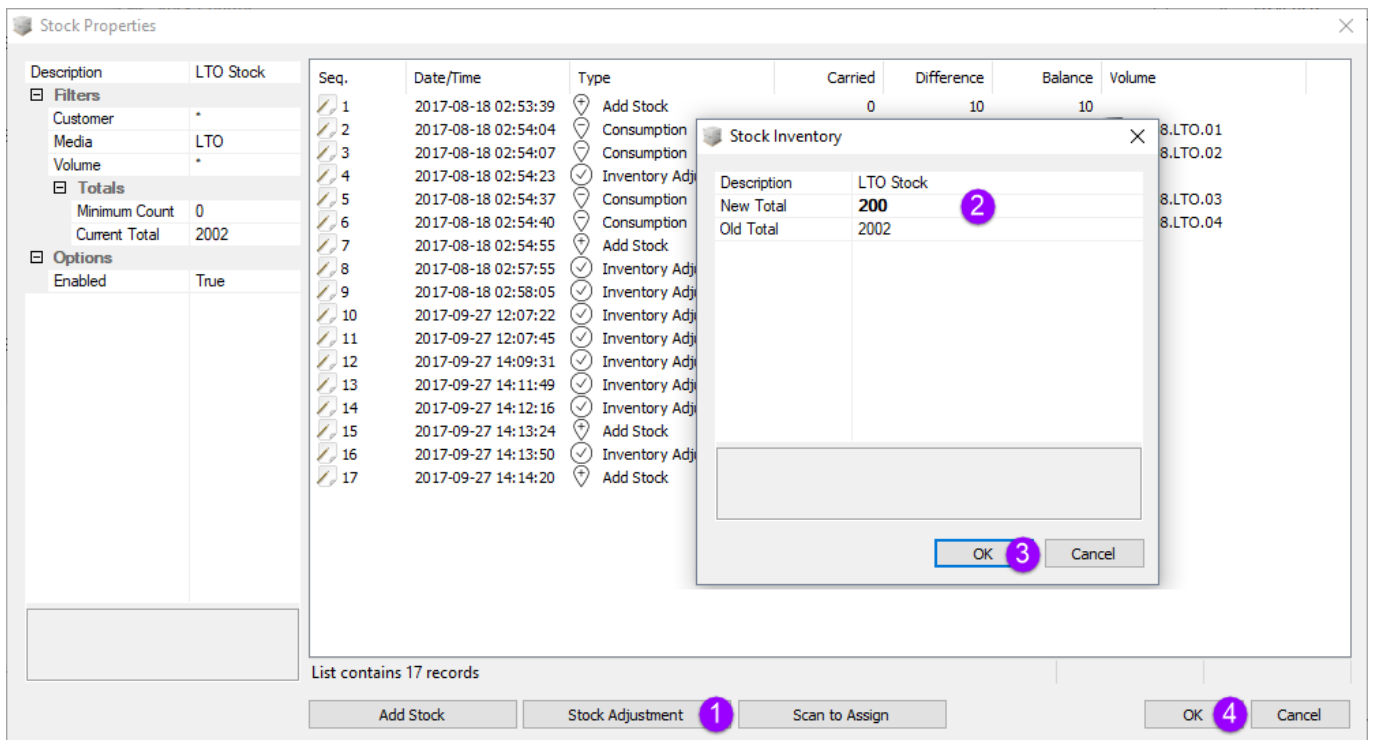 Stock Properties
Description LTO Stock
Filters
Customer *
Media LTO
Volume *
Totals
Minimum Count 0
Current Total 2002
Options
Enabled True
Seq. Date/Time Type Carried Difference Balance Volume
1 2017-08-18 02:53:39 Add Stock 0 10 10
2 2017-08-18 02:54:04 Consumption 8.LTO.01
3 2017-08-18 02:54:07 Consumption 8.LTO.02
4 2017-08-18 02:54:23 Inventory Adj
5 2017-08-18 02:54:37 Consumption 8.LTO.03
6 2017-08-18 02:54:40 Consumption 8.LTO.04
7 2017-08-18 02:54:55 Add Stock
8 2017-08-18 02:57:55 Inventory Adj
9 2017-08-18 02:58:05 Inventory Adj
10 2017-09-27 12:07:22 Inventory Adj
11 2017-09-27 12:07:45 Inventory Adj
12 2017-09-27 14:09:31 Inventory Adj
13 2017-09-27 14:11:49 Inventory Adj
14 2017-09-27 14:12:16 Inventory Adj
15 2017-09-27 14:13:24 Add Stock
16 2017-09-27 14:13:50 Inventory Adj
17 2017-09-27 14:14:20 Add Stock
Stock Inventory
Description LTO Stock
New Total 200 2
Old Total 2002
OK 3 Cancel
List contains 17 records
Add Stock Stock Adjustment 1 Scan to Assign OK 4 Cancel